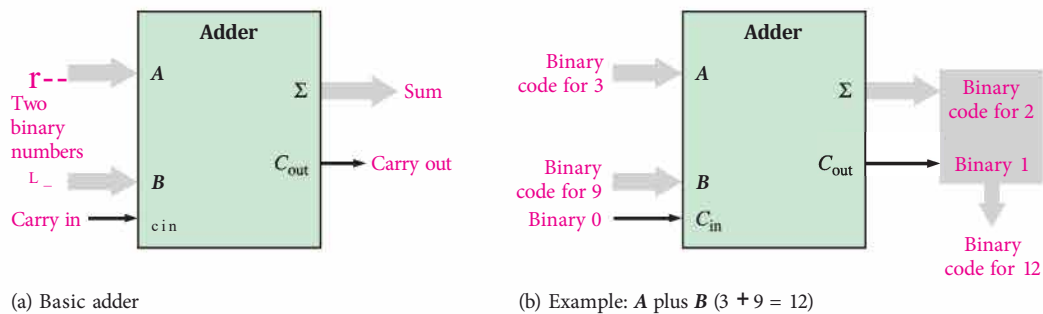 Adder
r--
A
Two
binary
numbers
L _
B
Carry in
cin
Σ
Sum
Cout
Carry out
(a) Basic adder
Adder
Binary
code for 3
A
Binary
code for 9
B
Binary 0
Cin
Σ
Binary
code for 2
Cout
Binary 1
Binary
code for 12
(b) Example: A plus B (3 + 9 = 12)